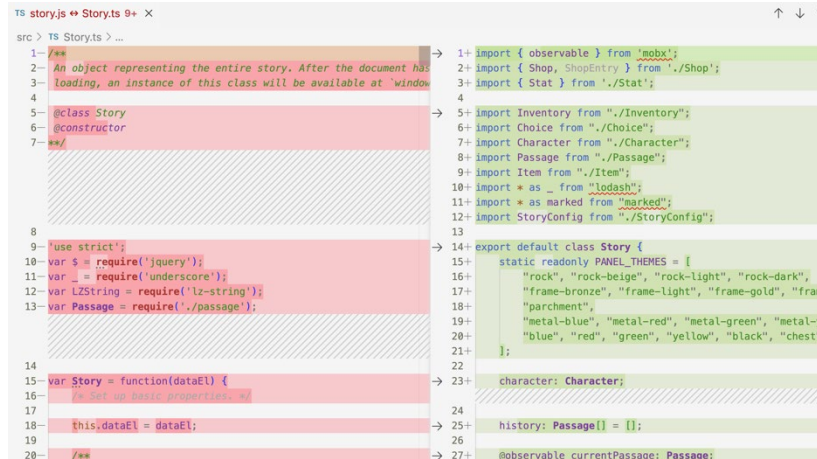 TS story.js ↔ Story.ts 9+ ×
src > TS Story.ts > ...
1− /**
2− An object representing the entire story. After the document has
3− loading, an instance of this class will be available at `window
4
5− @class Story
6− @constructor
7− **/
8
9− 'use strict';
10− var $ = require('jquery');
11− var _ = require('underscore');
12− var LZString = require('lz-string');
13− var Passage = require('./passage');
14
15− var Story = function(dataEl) {
16− /* Set up basic properties. */
17
18− this.dataEl = dataEl;
19
20− /**
1+ import { observable } from 'mobx';
2+ import { Shop, ShopEntry } from './Shop';
3+ import { Stat } from './Stat';
4
5+ import Inventory from "./Inventory";
6+ import Choice from "./Choice";
7+ import Character from "./Character";
8+ import Passage from "./Passage";
9+ import Item from "./Item";
10+ import * as _ from "lodash";
11+ import * as marked from "marked";
12+ import StoryConfig from "./StoryConfig";
13
14+ export default class Story {
15+ static readonly PANEL_THEMES = [
16+ "rock", "rock-beige", "rock-light", "rock-dark",
17+ "frame-bronze", "frame-light", "frame-gold", "fra
18+ "parchment",
19+ "metal-blue", "metal-red", "metal-green", "metal-
20+ "blue", "red", "green", "yellow", "black", "chest
21+ ];
22
23+ character: Character;
24
25+ history: Passage[] = [];
26
27+ @observable currentPassage: Passage;